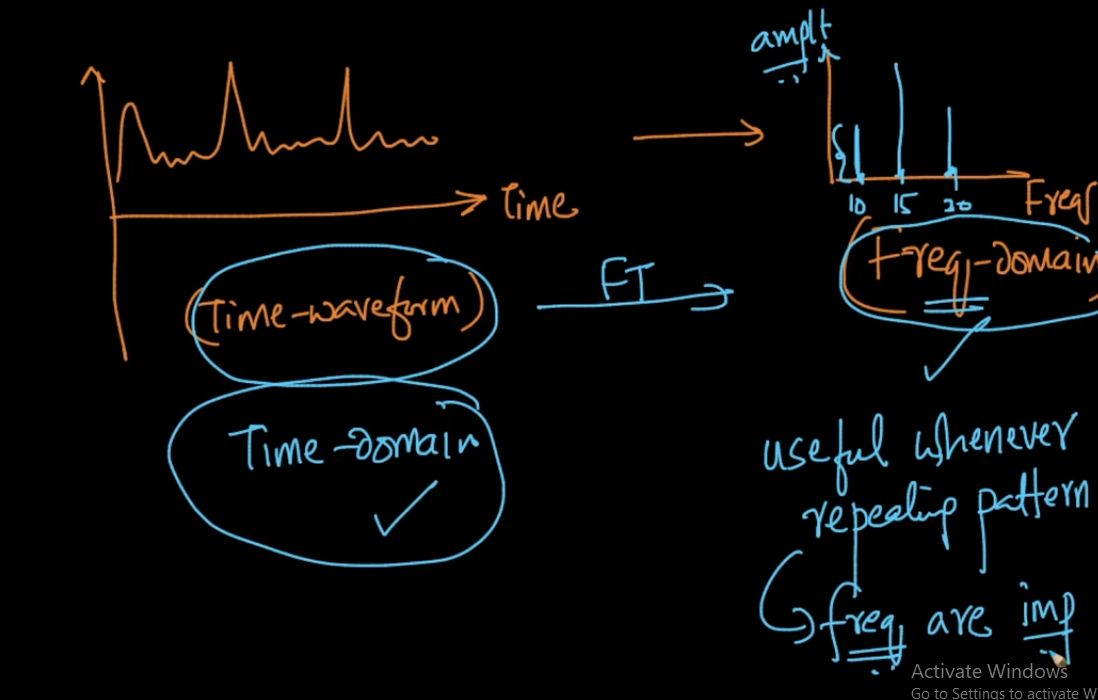 amplt
Time
10 15 20
Freq
(Time-waveform)
FT
(Freq-domain
Time-Domain
useful whenever
repeating pattern
freq are imp
Activate Windows
Go to Settings to activate W